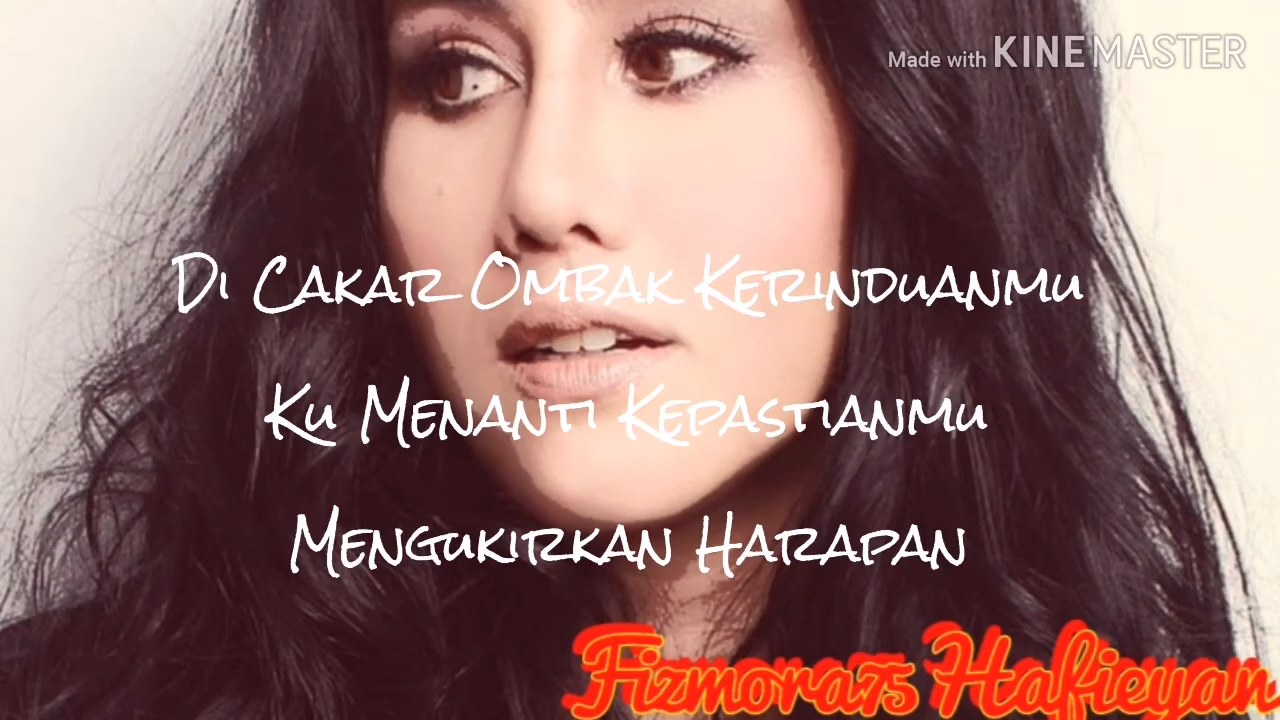 Made with KINEMASTER
Di Cakar Ombak Kerinduanmu
Ku Menanti Kepastianmu
Mengukirkan Harapan
Fizmora75 Hafieyan